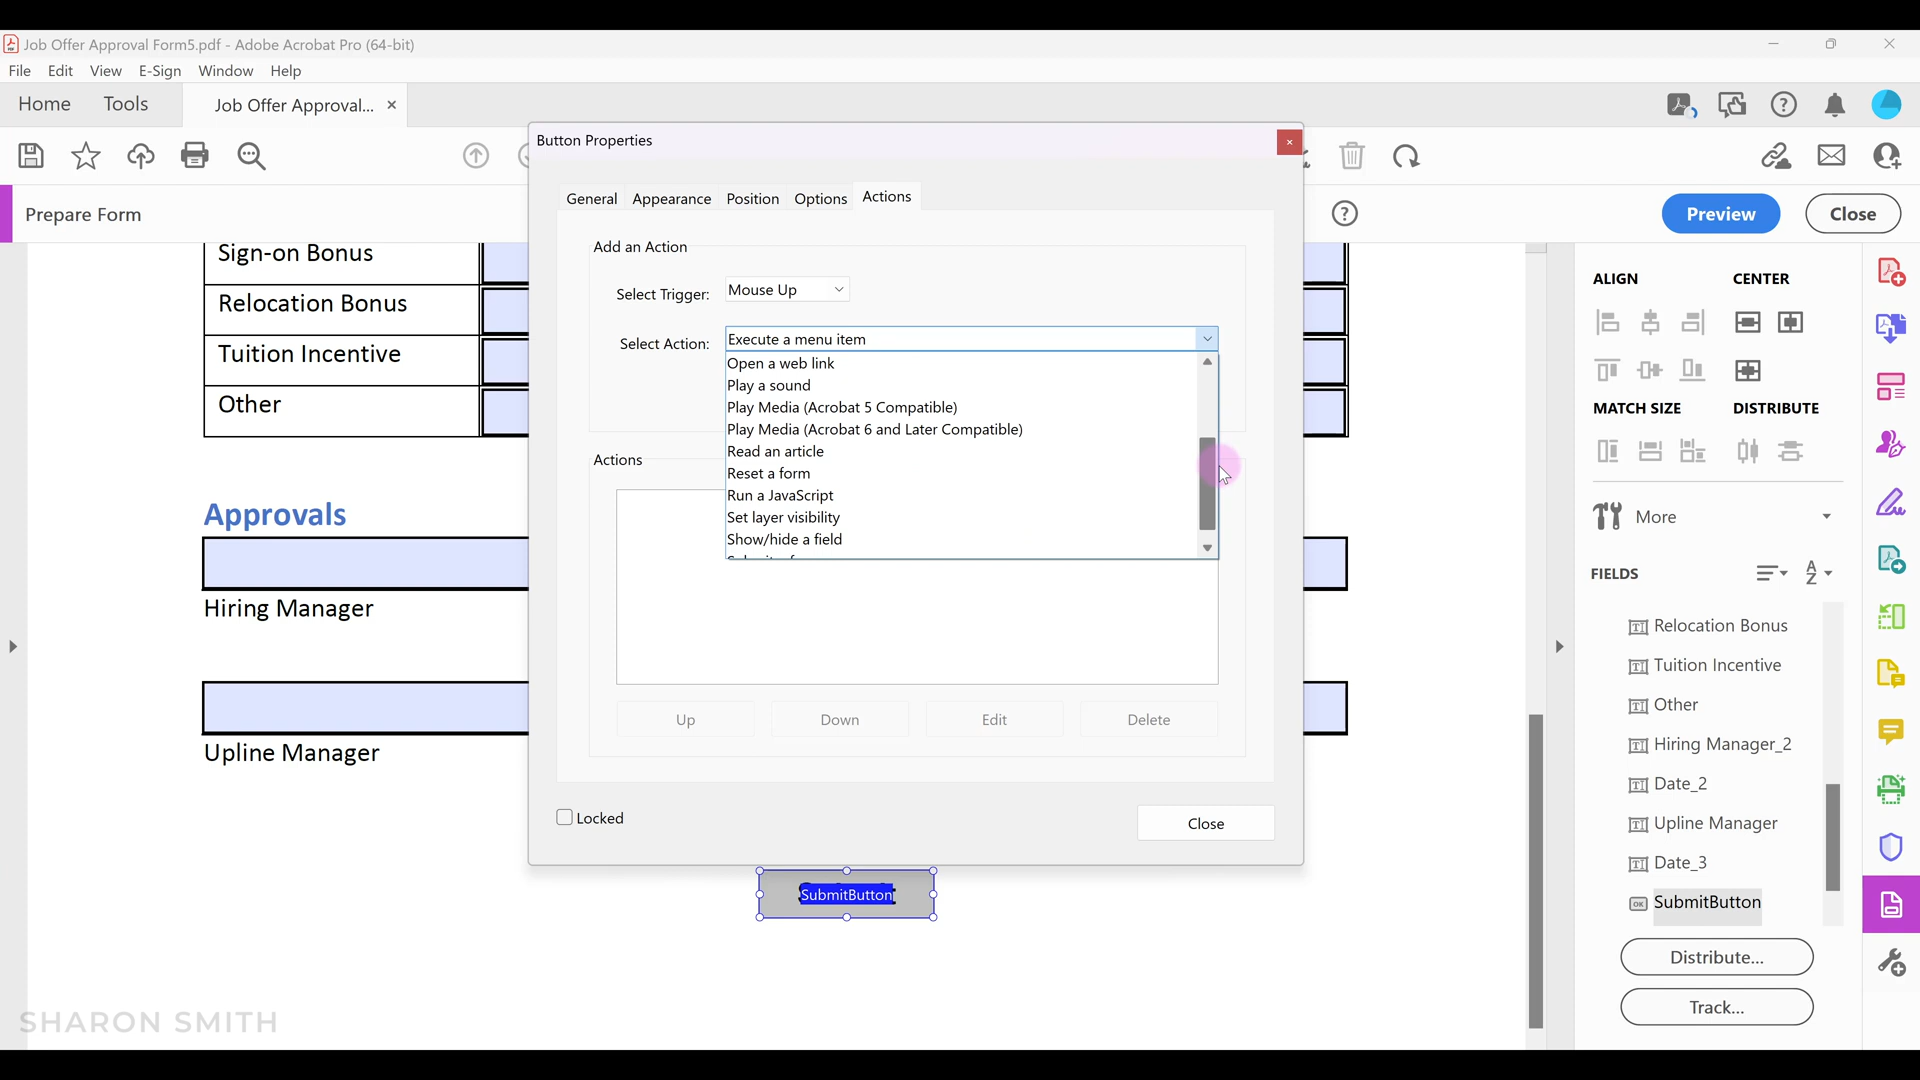 Job Offer Approval Form5.pdf - Adobe Acrobat Pro (64-bit)
File Edit View E-Sign Window Help
Home Tools Job Offer Approval...
Button Properties
Prepare Form
Preview Close
General Appearance Position Options Actions
Add an Action
Select Trigger: Mouse Up
Select Action: Execute a menu item
Open a web link
Play a sound
Play Media (Acrobat 5 Compatible)
Play Media (Acrobat 6 and Later Compatible)
Read an article
Reset a form
Run a JavaScript
Set layer visibility
Show/hide a field
Actions
Up Down Edit Delete
Locked
Close
Sign-on Bonus
Relocation Bonus
Tuition Incentive
Other
Approvals
Hiring Manager
Upline Manager
SubmitButton
ALIGN CENTER
MATCH SIZE DISTRIBUTE
More
FIELDS
Relocation Bonus
Tuition Incentive
Other
Hiring Manager_2
Date_2
Upline Manager
Date_3
OK SubmitButton
Distribute...
Track...
SHARON SMITH